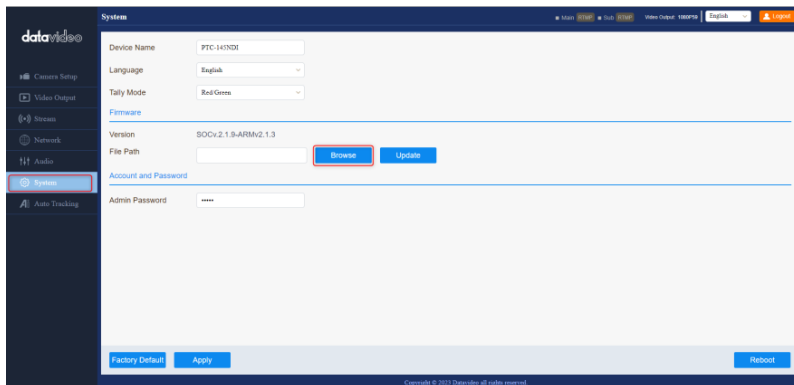 System
Main RTMP Sub RTMP Video Output: 1080P59 English Logout
datavideo
Camera Setup
Video Output
Stream
Network
Audio
System
Auto Tracking
Device Name PTC-145NDI
Language English
Tally Mode Red/Green
Firmware
Version SOCv.2.1.9-ARMv2.1.3
File Path Browse Update
Account and Password
Admin Password •••••
Factory Default Apply Reboot
Copyright © 2023 Datavideo all rights reserved.